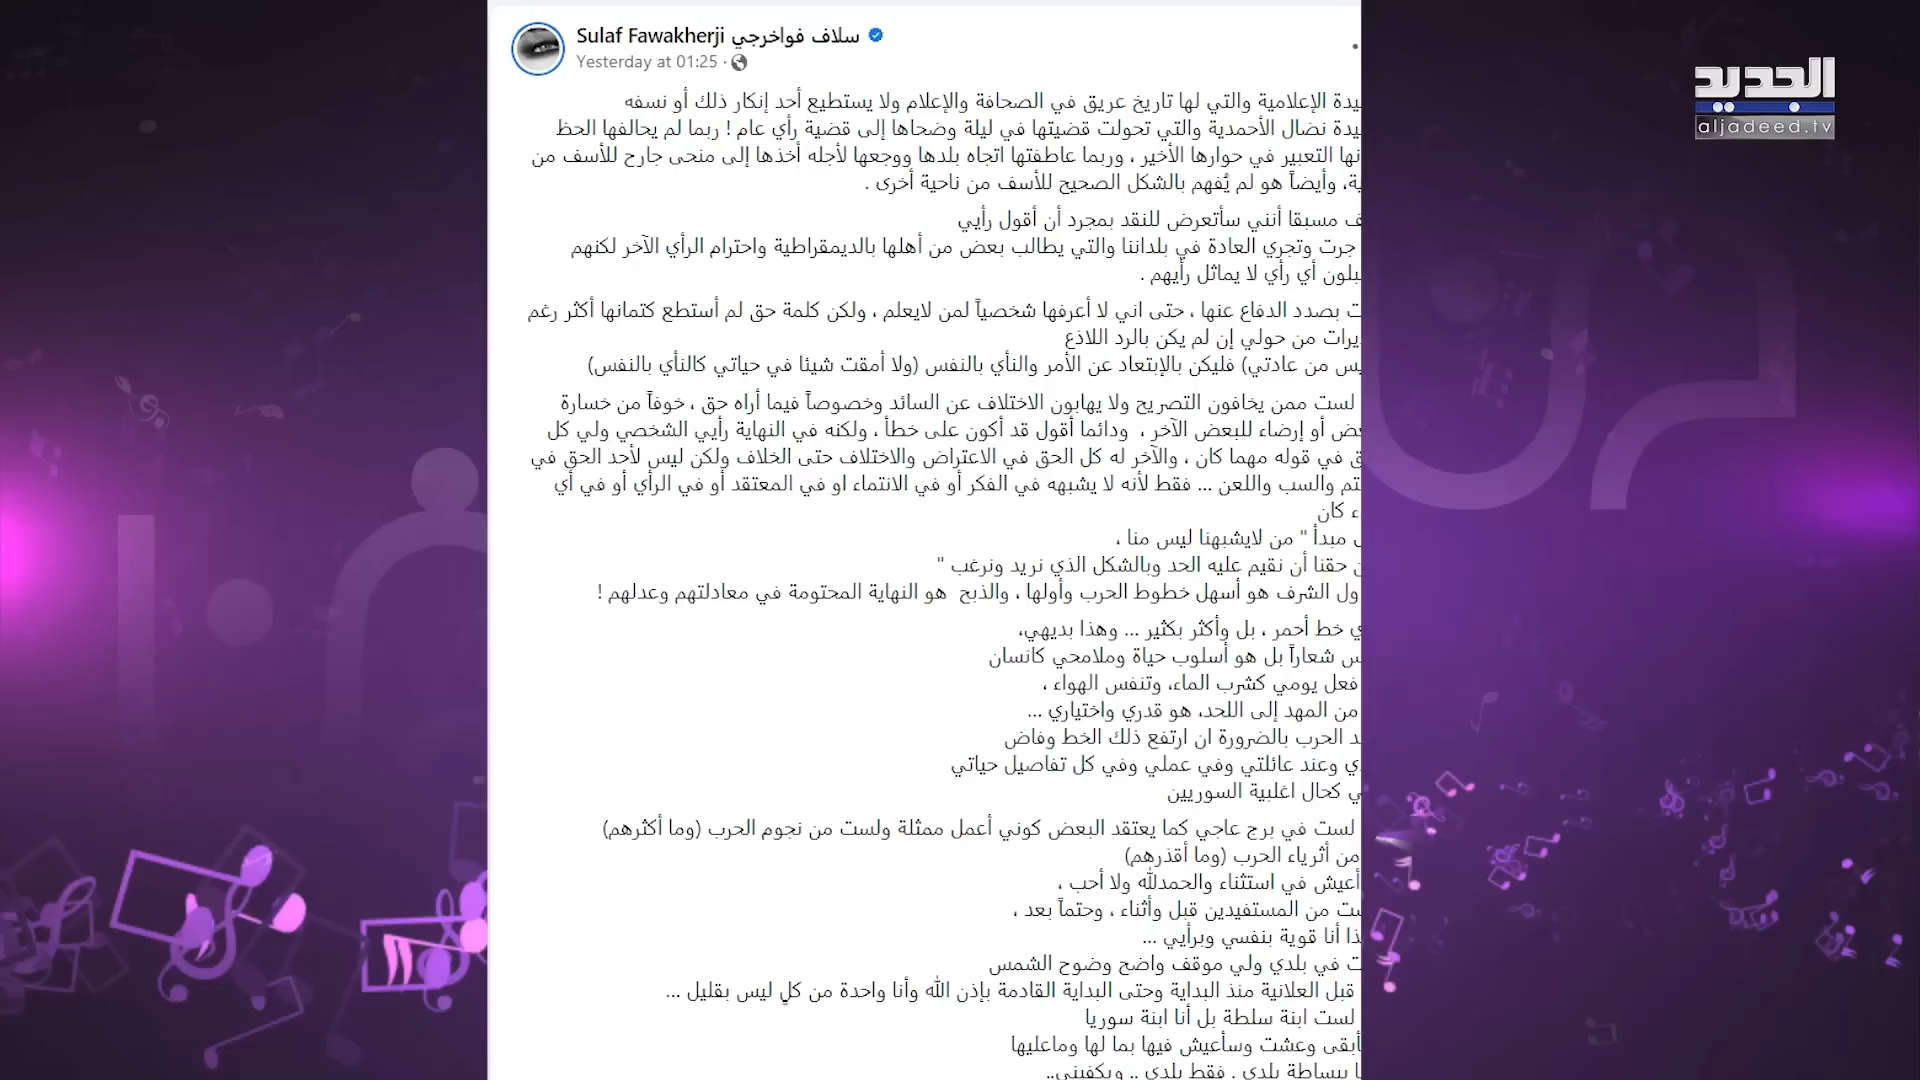 Sulaf Fawakherji سلاف فواخرجي
Yesterday at 01:25
الجديد
aljadeed.tv
الإعلامية والتي لها تاريخ عريق في الصحافة والإعلام ولا يستطيع أحد إنكار ذلك أو نسفه
نضال الأحمدية والتي تحولت قضيتها في ليلة وضحاها إلى قضية رأي عام ! ربما لم يحالفها الحظ
التعبير في حوارها الأخير ، وربما عاطفتها اتجاه بلدها ووجعها لأجله أخذها إلى منحى جارح للأسف من
، وأيضاً هو لم يُفهم بالشكل الصحيح للأسف من ناحية أخرى .
مسبقا أنني سأتعرض للنقد بمجرد أن أقول رأيي
جرت وتجري العادة في بلداننا والتي يطالب بعض من أهلها بالديمقراطية واحترام الرأي الآخر لكنهم
أي رأي لا يماثل رأيهم .
بصدد الدفاع عنها ، حتى اني لا أعرفها شخصياً لمن لايعلم ، ولكن كلمة حق لم أستطع كتمانها أكثر رغم
من حولي إن لم يكن بالرد اللاذع
من عادتي) فليكن بالإبتعاد عن الأمر والنأي بالنفس (ولا أمقت شيئا في حياتي كالنأي بالنفس)
لست ممن يخافون التصريح ولا يهابون الاختلاف عن السائد وخصوصاً فيما أراه حق ، خوفاً من خسارة
أو إرضاء للبعض الآخر ، ودائما أقول قد أكون على خطأ ، ولكنه في النهاية رأيي الشخصي ولي كل
في قوله مهما كان ، والآخر له كل الحق في الاعتراض والاختلاف حتى الخلاف ولكن ليس لأحد الحق في
والسب واللعن ... فقط لأنه لا يشبهه في الفكر أو في الانتماء او في المعتقد أو في الرأي أو في أي
كان
مبدأ " من لايشبهنا ليس منا ،
حقنا أن نقيم عليه الحد وبالشكل الذي نريد ونرغب "
الشرف هو أسهل خطوط الحرب وأولها ، والذبح هو النهاية المحتومة في معادلتهم وعدلهم !
خط أحمر ، بل وأكثر بكثير ... وهذا بديهي،
شعاراً بل هو أسلوب حياة وملامحي كانسان
فعل يومي كشرب الماء، وتنفس الهواء ،
من المهد إلى اللحد، هو قدري واختياري ...
الحرب بالضرورة ان ارتفع ذلك الخط وفاض
وعند عائلتي وفي عملي وفي كل تفاصيل حياتي
كحال اغلبية السوريين
لست في برج عاجي كما يعتقد البعض كوني أعمل ممثلة ولست من نجوم الحرب (وما أكثرهم)
من أثرياء الحرب (وما أقذرهم)
أعيش في استثناء والحمدلله ولا أحب ،
من المستفيدين قبل وأثناء ، وحتماً بعد ،
أنا قوية بنفسي وبرأيي ...
في بلدي ولي موقف واضح وضوح الشمس
قبل العلانية منذ البداية وحتى البداية القادمة بإذن الله وأنا واحدة من كلٍ ليس بقليل ...
لست ابنة سلطة بل أنا ابنة سوريا
وعشت وسأعيش فيها بما لها وماعليها
ببساطة بلدي . فقط بلدي .. ويكفيني..